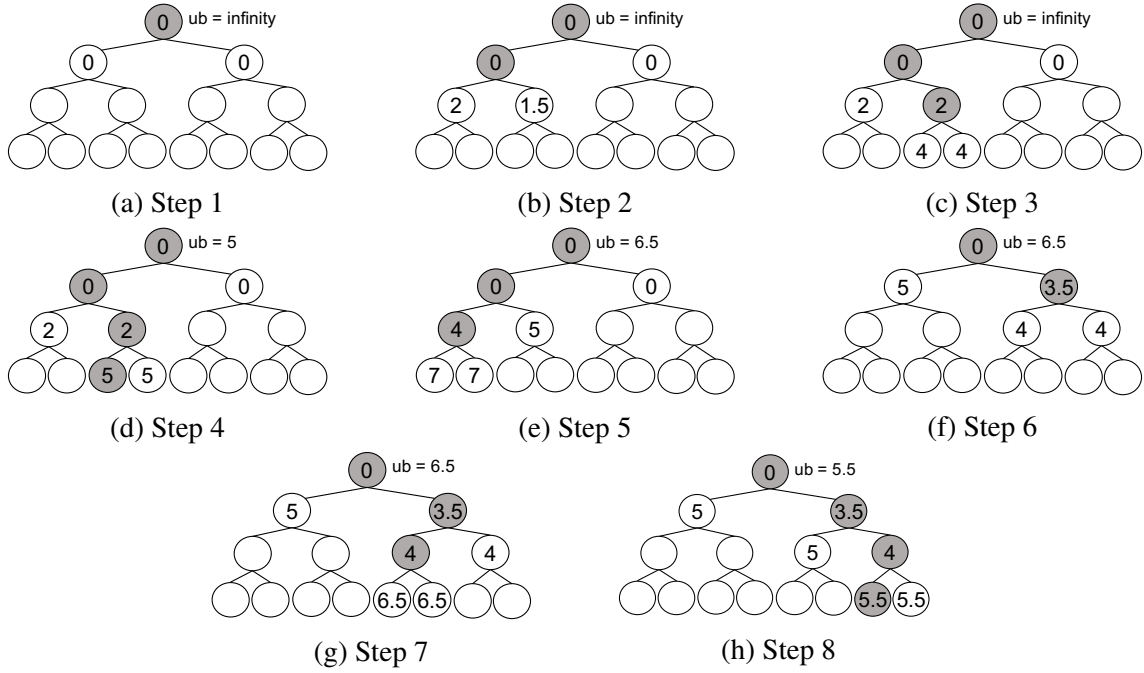 0 ub = infinity
0 0
(a) Step 1
0 ub = infinity
0 0
2 1.5
(b) Step 2
0 ub = infinity
0 0
2 2
4 4
(c) Step 3
0 ub = 5
0 0
2 2
5 5
(d) Step 4
0 ub = 6.5
0 0
4 5
7 7
(e) Step 5
0 ub = 6.5
5 3.5
4 4
(f) Step 6
0 ub = 6.5
5 3.5
4 4
6.5 6.5
(g) Step 7
0 ub = 5.5
5 3.5
5 4
5.5 5.5
(h) Step 8